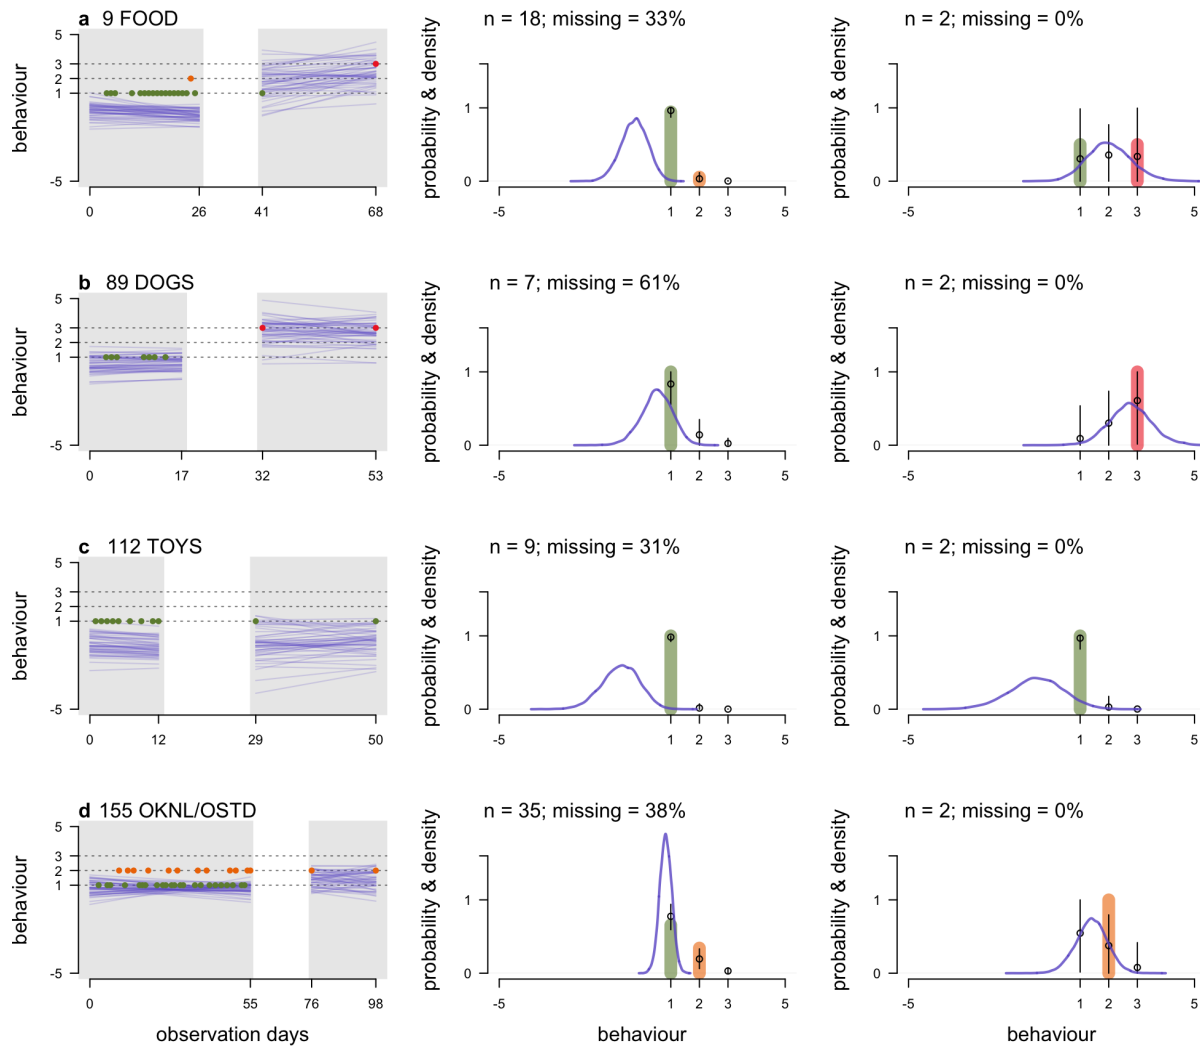 a 9 FOOD
n = 18; missing = 33%
n = 2; missing = 0%
behaviour
5
3
2
1
-5
0 26 41 68
probability & density
1
0
-5 1 2 3 5
probability & density
1
0
-5 1 2 3 5
b 89 DOGS
n = 7; missing = 61%
n = 2; missing = 0%
behaviour
5
3
2
1
-5
0 17 32 53
probability & density
1
0
-5 1 2 3 5
probability & density
1
0
-5 1 2 3 5
c 112 TOYS
n = 9; missing = 31%
n = 2; missing = 0%
behaviour
5
3
2
1
-5
0 12 29 50
probability & density
1
0
-5 1 2 3 5
probability & density
1
0
-5 1 2 3 5
d 155 OKNL/OSTD
n = 35; missing = 38%
n = 2; missing = 0%
behaviour
5
3
2
1
-5
0 55 76 98
observation days
probability & density
1
0
-5 1 2 3 5
behaviour
probability & density
1
0
-5 1 2 3 5
behaviour